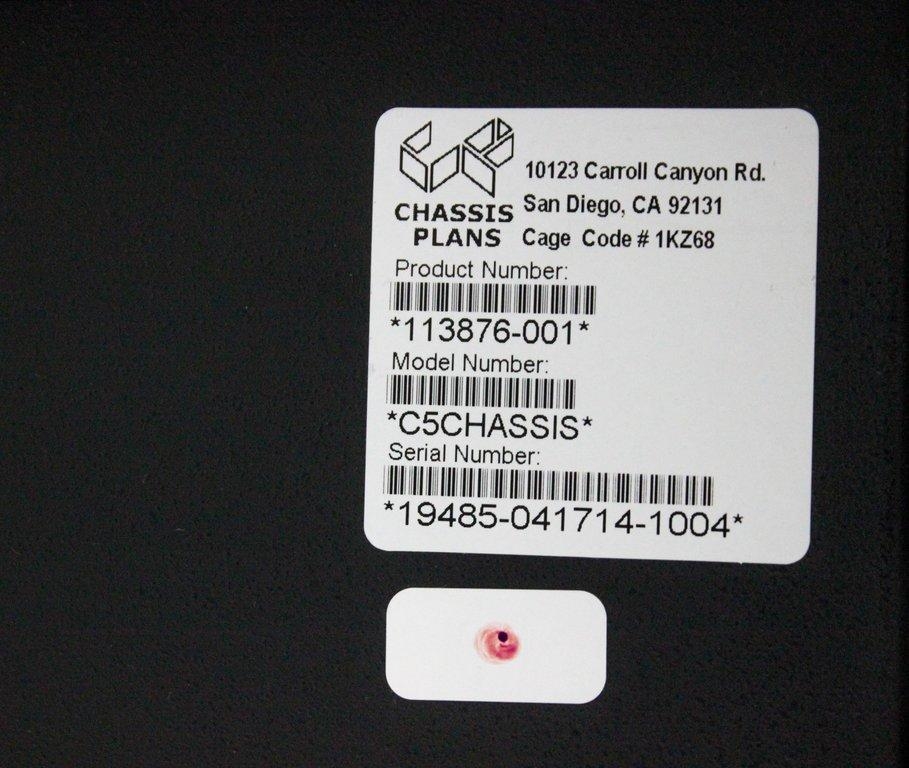 CHASSIS
PLANS
10123 Carroll Canyon Rd.
San Diego, CA 92131
Cage Code # 1KZ68
Product Number:
*113876-001*
Model Number:
*C5CHASSIS*
Serial Number:
*19485-041714-1004*